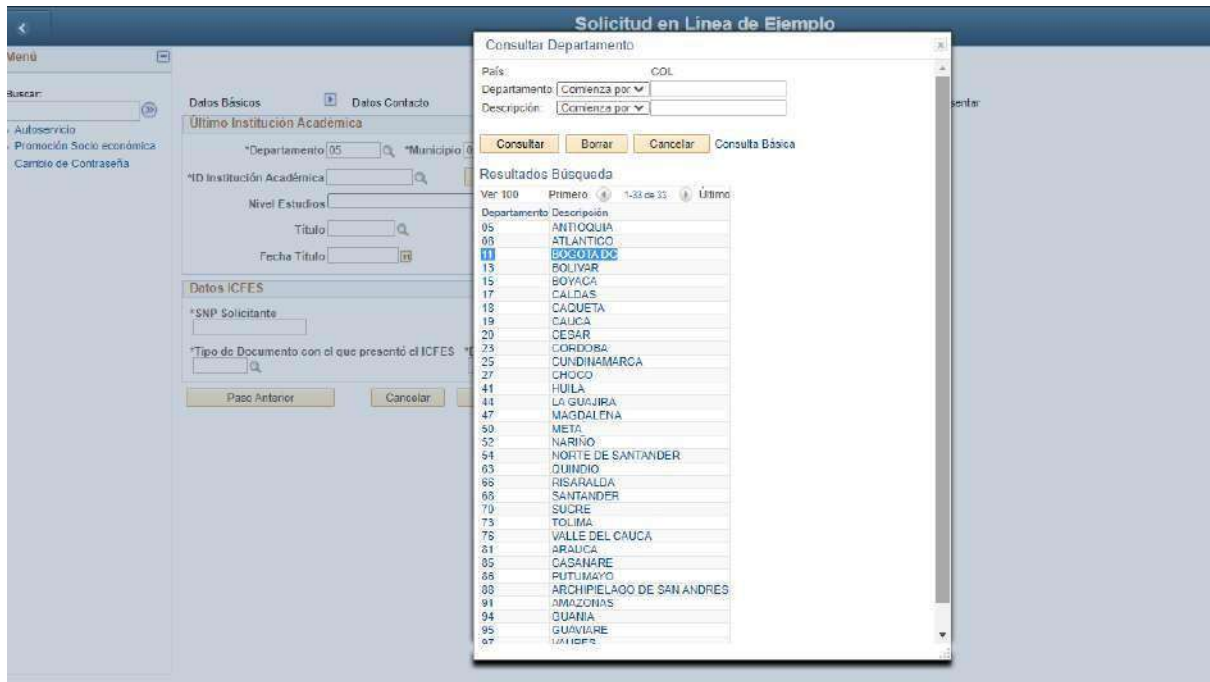 Solicitud en Línea de Ejemplo
Menú
Buscar:
Autoservicio
Promoción Socio económica
Cambio de Contraseña
Datos Básicos
Datos Contacto
sentar
Último Institución Académica
*Departamento 05
*Municipio 0
*ID Institución Académica
Nivel Estudios
Título
Fecha Título
Datos ICFES
*SNP Solicitante
*Tipo de Documento con el que presentó el ICFES
Paso Anterior
Cancelar
Consultar Departamento
País: COL
Departamento: Comienza por
Descripción: Comienza por
Consultar Borrar Cancelar Consulta Básica
Resultados Búsqueda
Ver 100 Primero 1-33 de 33 Último
Departamento Descripción
05 ANTIOQUIA
08 ATLANTICO
11 BOGOTA DC
13 BOLIVAR
15 BOYACA
17 CALDAS
18 CAQUETA
19 CAUCA
20 CESAR
23 CORDOBA
25 CUNDINAMARCA
27 CHOCO
41 HUILA
44 LA GUAJIRA
47 MAGDALENA
50 META
52 NARIÑO
54 NORTE DE SANTANDER
63 QUINDIO
66 RISARALDA
68 SANTANDER
70 SUCRE
73 TOLIMA
76 VALLE DEL CAUCA
81 ARAUCA
85 CASANARE
86 PUTUMAYO
88 ARCHIPIELAGO DE SAN ANDRES
91 AMAZONAS
94 GUANIA
95 GUAVIARE
97